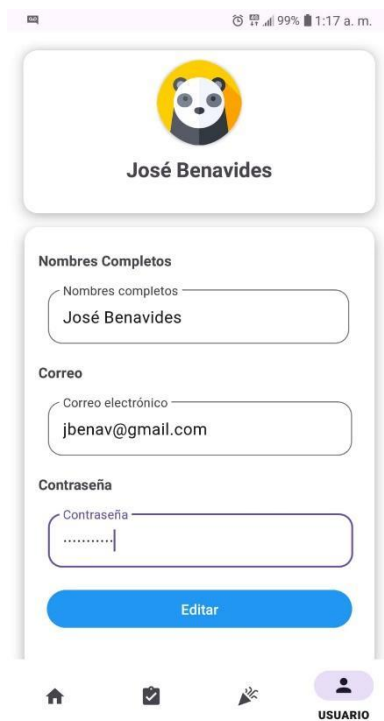 99% 1:17 a. m.
José Benavides
Nombres Completos
Nombres completos
José Benavides
Correo
Correo electrónico
jbenav@gmail.com
Contraseña
Contraseña
···········
Editar
USUARIO